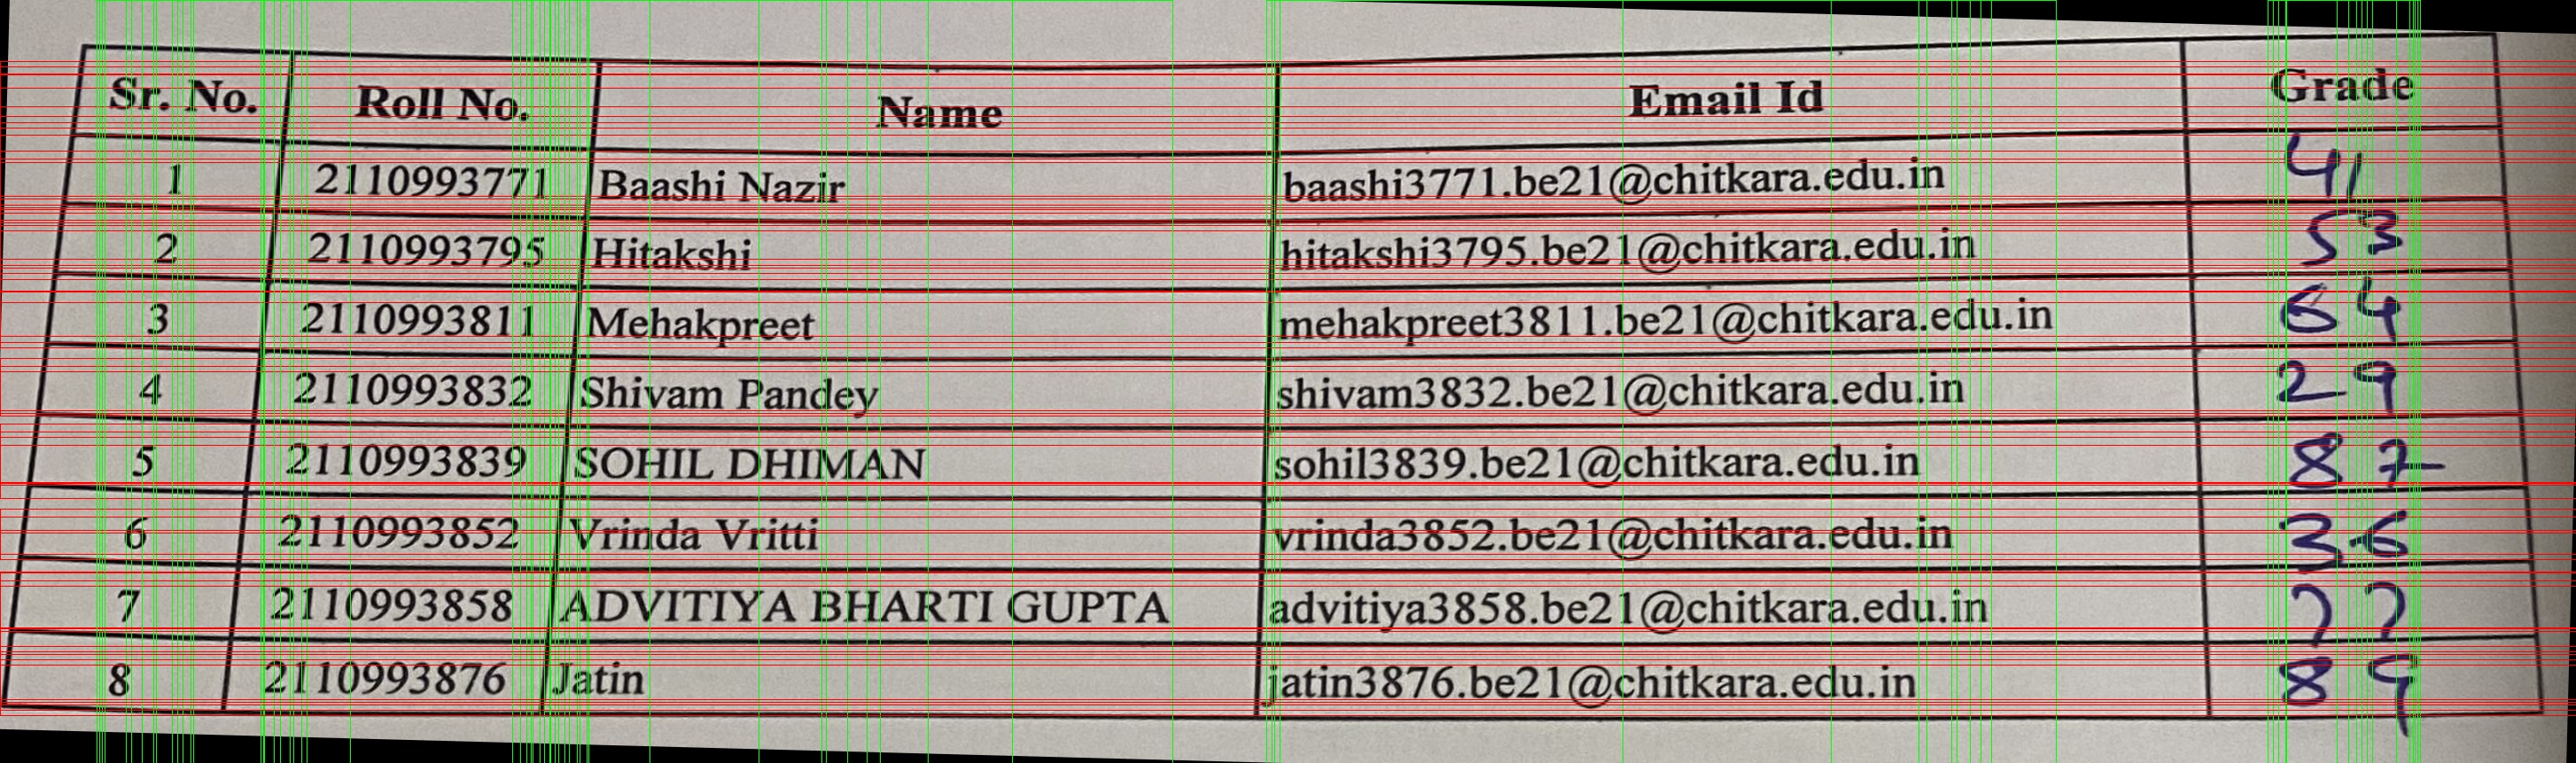 Sr. No. Roll No. Name Email Id Grade
1 2110993771 Baashi Nazir baashi3771.be21@chitkara.edu.in 41
2 2110993795 Hitakshi hitakshi3795.be21@chitkara.edu.in 53
3 2110993811 Mehakpreet mehakpreet3811.be21@chitkara.edu.in 64
4 2110993832 Shivam Pandey shivam3832.be21@chitkara.edu.in 29
5 2110993839 SOHIL DHIMAN sohil3839.be21@chitkara.edu.in 87
6 2110993852 Vrinda Vritti vrinda3852.be21@chitkara.edu.in 36
7 2110993858 ADVITIYA BHARTI GUPTA advitiya3858.be21@chitkara.edu.in 77
8 2110993876 Jatin jatin3876.be21@chitkara.edu.in 89